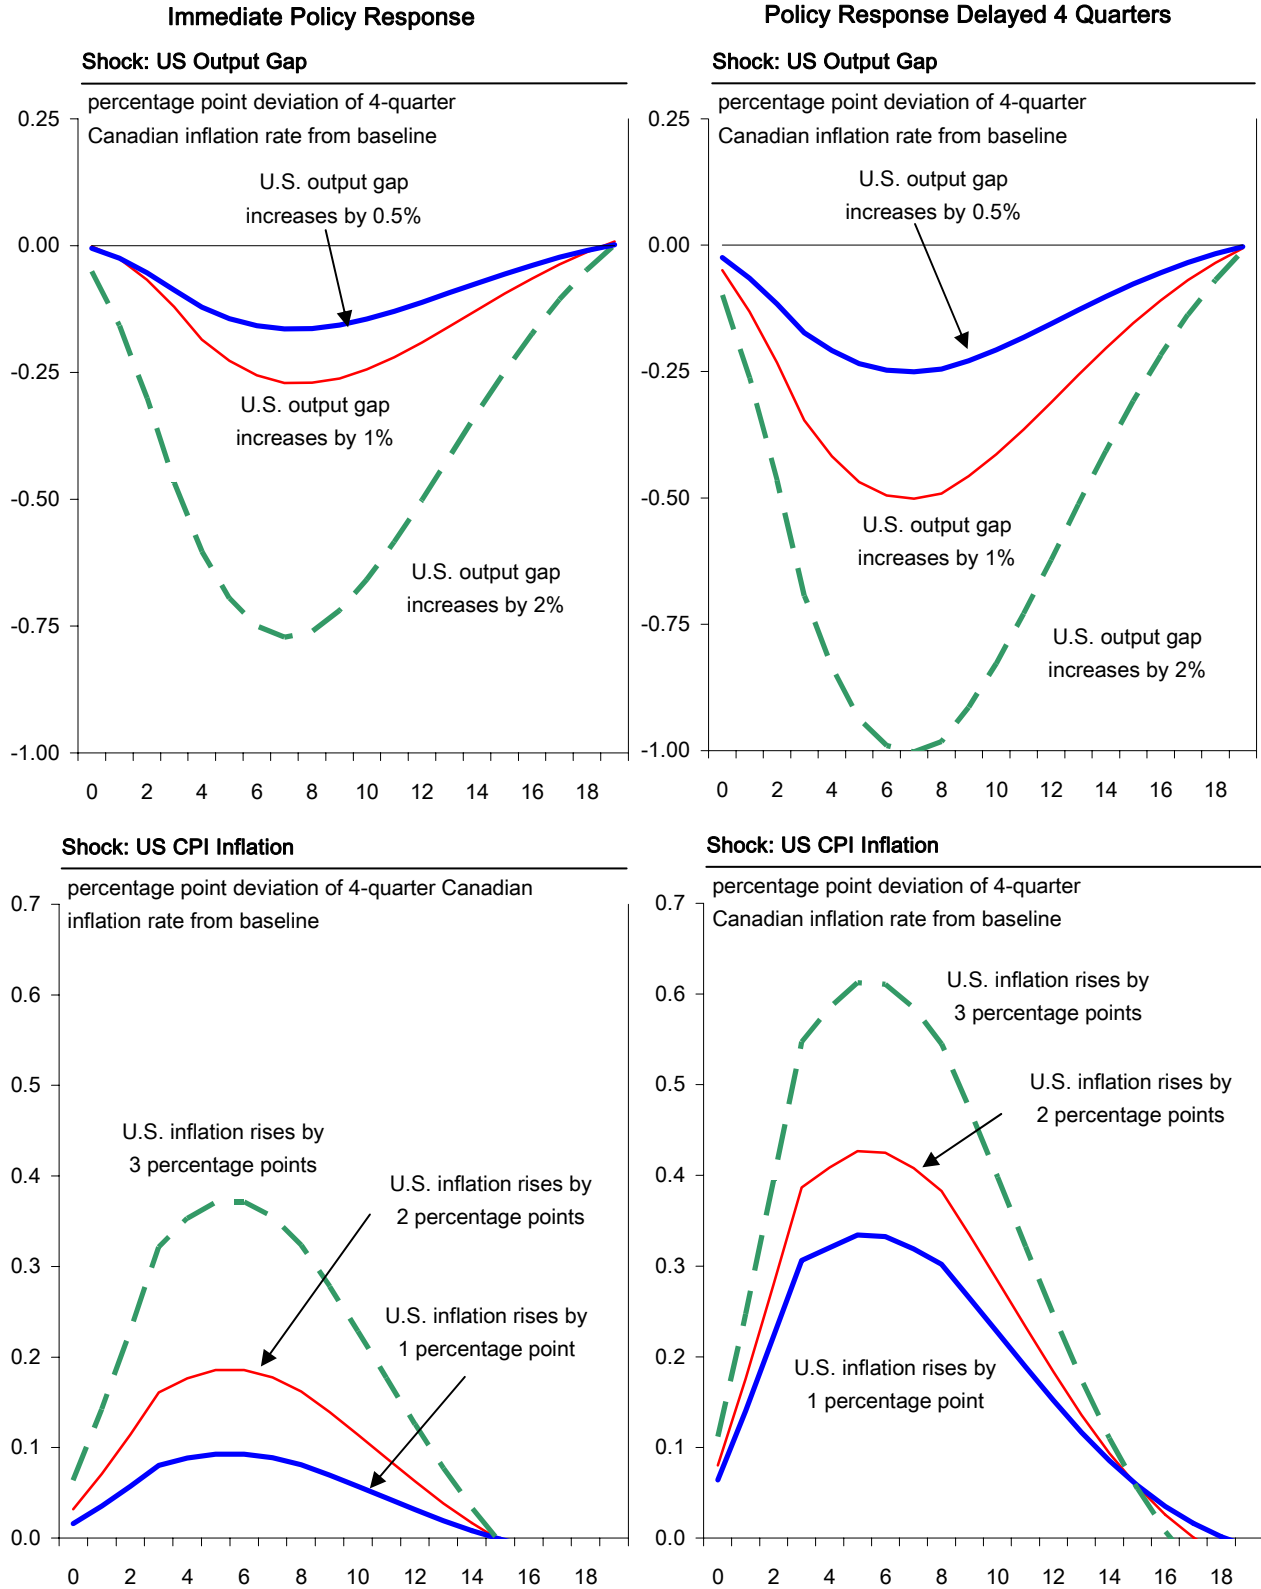 Immediate Policy Response
Policy Response Delayed 4 Quarters
Shock: US Output Gap
percentage point deviation of 4-quarter
Canadian inflation rate from baseline
0.25
0.00
-0.25
-0.50
-0.75
-1.00
U.S. output gap
increases by 0.5%
U.S. output gap
increases by 1%
U.S. output gap
increases by 2%
0 2 4 6 8 10 12 14 16 18
Shock: US Output Gap
percentage point deviation of 4-quarter
Canadian inflation rate from baseline
0.25
0.00
-0.25
-0.50
-0.75
-1.00
U.S. output gap
increases by 0.5%
U.S. output gap
increases by 1%
U.S. output gap
increases by 2%
0 2 4 6 8 10 12 14 16 18
Shock: US CPI Inflation
percentage point deviation of 4-quarter Canadian
inflation rate from baseline
0.7
0.6
0.5
0.4
0.3
0.2
0.1
0.0
U.S. inflation rises by
3 percentage points
U.S. inflation rises by
2 percentage points
U.S. inflation rises by
1 percentage point
0 2 4 6 8 10 12 14 16 18
Shock: US CPI Inflation
percentage point deviation of 4-quarter
Canadian inflation rate from baseline
0.7
0.6
0.5
0.4
0.3
0.2
0.1
0.0
U.S. inflation rises by
3 percentage points
U.S. inflation rises by
2 percentage points
U.S. inflation rises by
1 percentage point
0 2 4 6 8 10 12 14 16 18